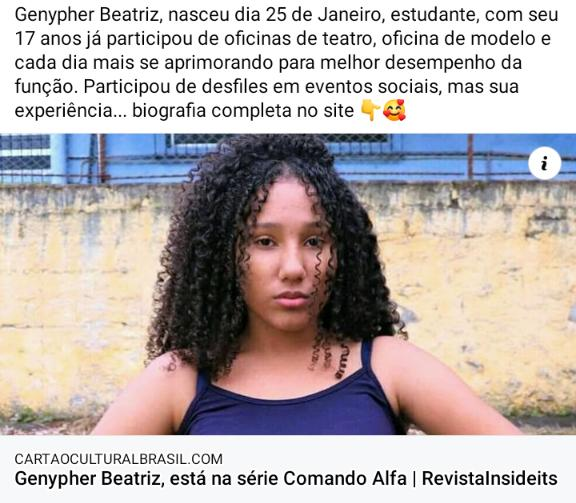 Genypher Beatriz, nasceu dia 25 de Janeiro, estudante, com seu
17 anos já participou de oficinas de teatro, oficina de modelo e
cada dia mais se aprimorando para melhor desempenho da
função. Participou de desfiles em eventos sociais, mas sua
experiência... biografia completa no site 👇🥰
i
CARTAOCULTURALBRASIL.COM
Genypher Beatriz, está na série Comando Alfa | RevistaInsideits